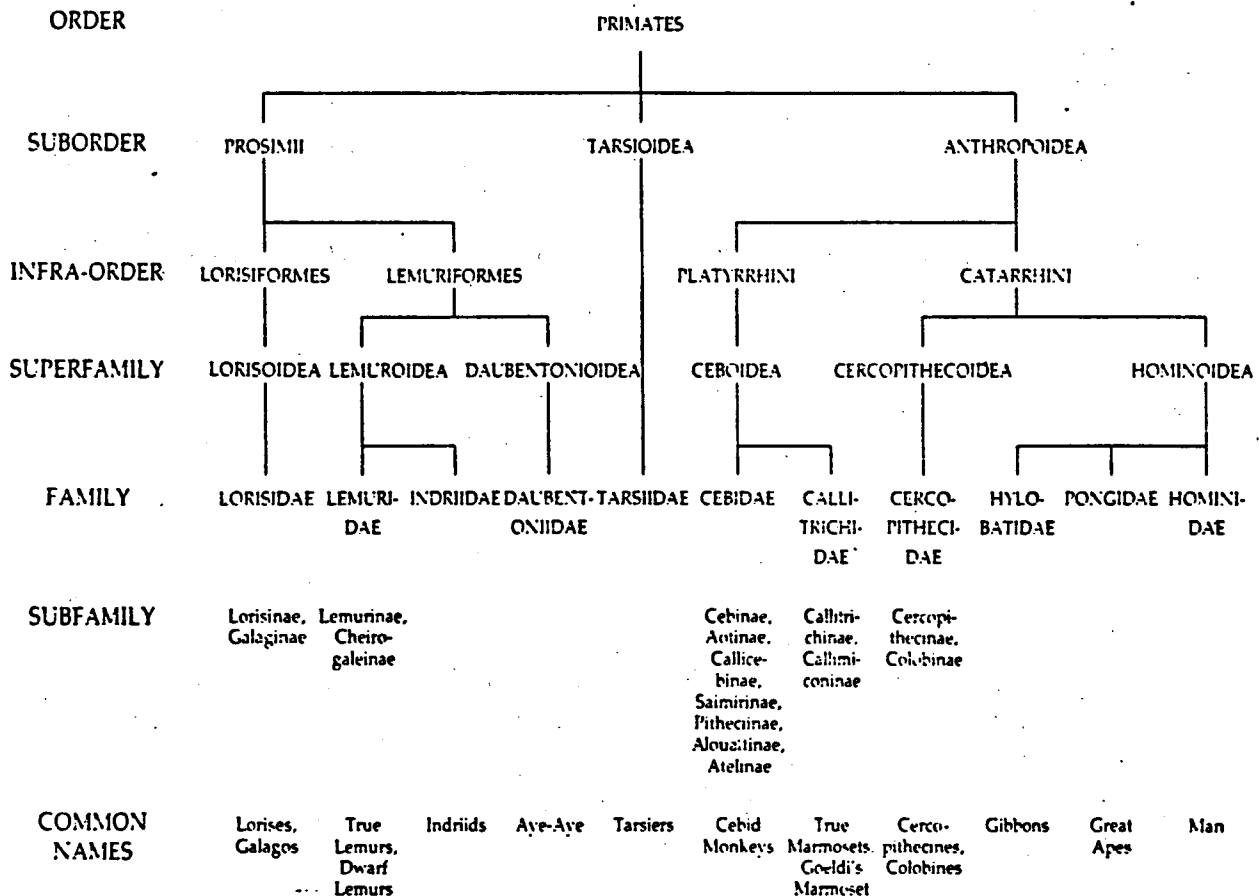 ORDER PRIMATES
SUBORDER PROSIMII TARSIOIDEA ANTHROPOIDEA
INFRA-ORDER LORISIFORMES LEMURIFORMES PLATYRRHINI CATARRHINI
SUPERFAMILY LORISOIDEA LEMUROIDEA DAUBENTONIOIDEA CEBOIDEA CERCOPITHECOIDEA HOMINOIDEA
FAMILY LORISIDAE LEMURI- INDRIIDAE DAUBENT- TARSIIDAE CEBIDAE CALLI- CERCO- HYLO- PONGIDAE HOMINI-
DAE ONIIDAE TRICHI- PITHECI- BATIDAE DAE
DAE DAE
SUBFAMILY Lorisinae, Lemurinae, Cebinae, Callitri- Cercopi-
Galaginae Cheiro- Aotinae, chinae, thecinae,
galeinae Callice- Callimi- Colobinae
binae, coninae
Saimirinae,
Pitheciinae,
Alouattinae,
Atelinae
COMMON Lorises, True Indriids Aye-Aye Tarsiers Cebid True Cerco- Gibbons Great Man
NAMES Galagos Lemurs, Monkeys Marmosets, pithecines, Apes
Dwarf Goeldi's Colobines
Lemurs Marmoset